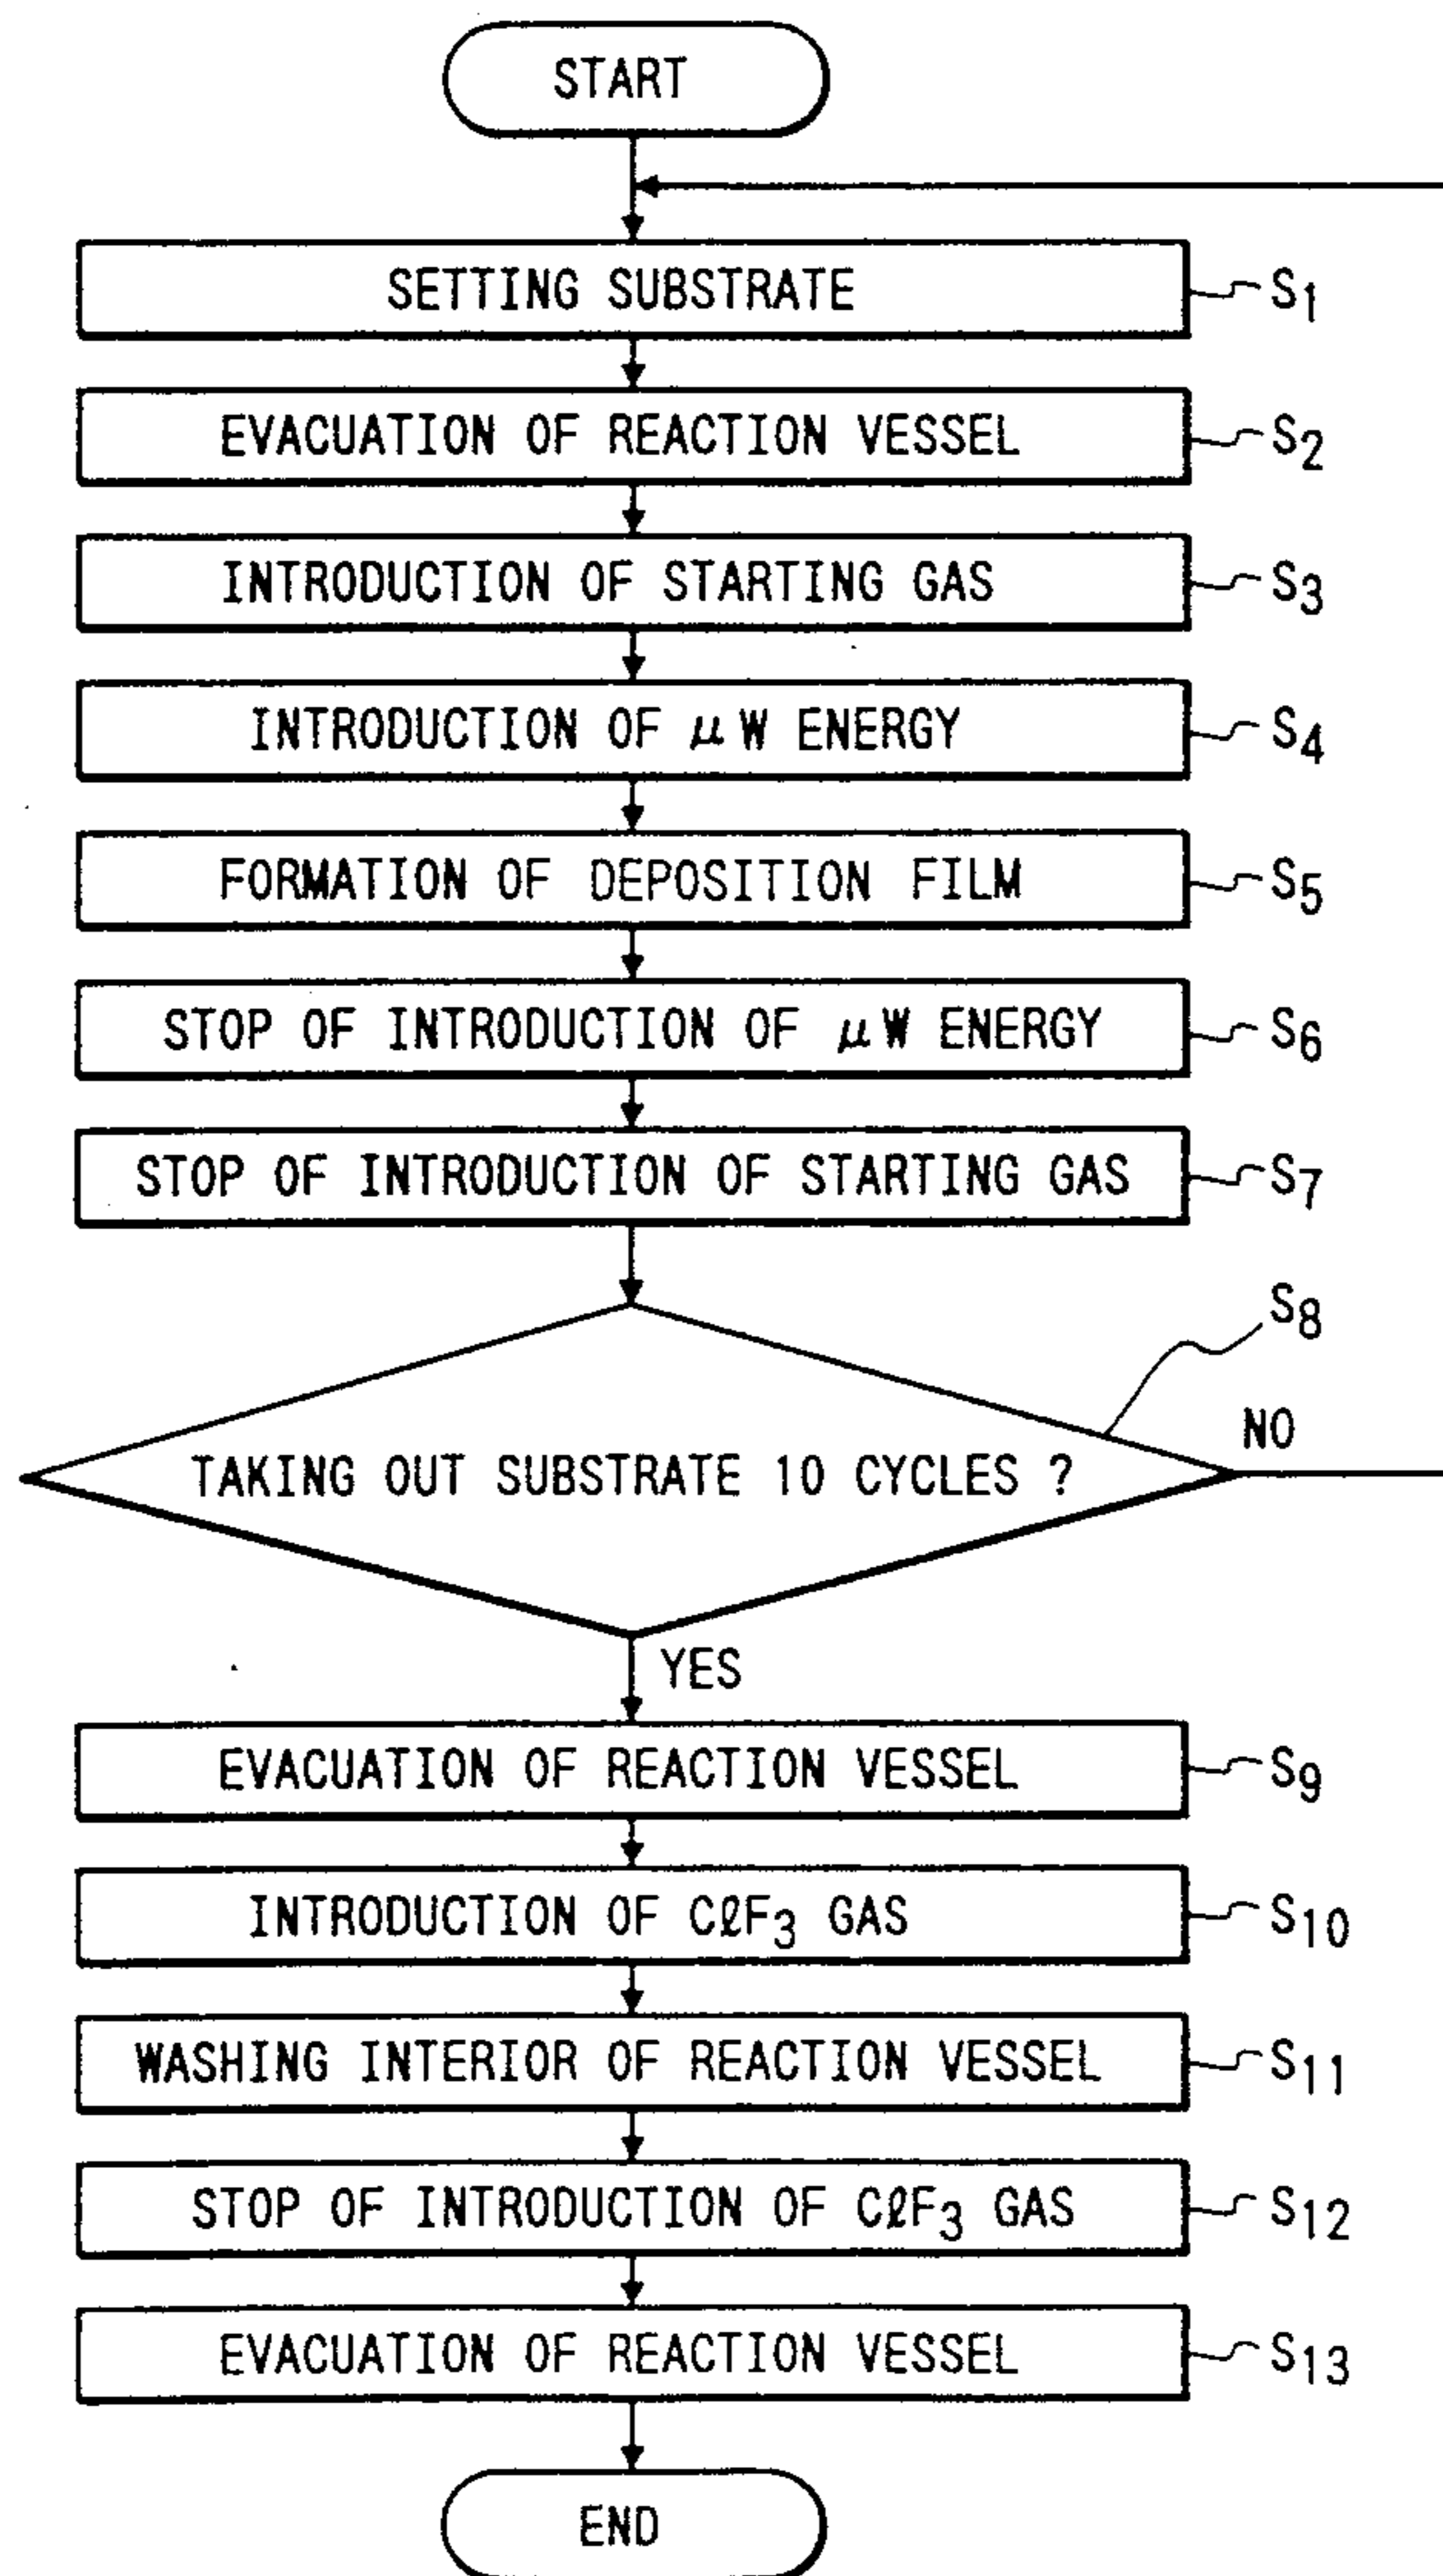 START
SETTING SUBSTRATE S1
EVACUATION OF REACTION VESSEL S2
INTRODUCTION OF STARTING GAS S3
INTRODUCTION OF μW ENERGY S4
FORMATION OF DEPOSITION FILM S5
STOP OF INTRODUCTION OF μW ENERGY S6
STOP OF INTRODUCTION OF STARTING GAS S7
S8
NO
TAKING OUT SUBSTRATE 10 CYCLES ?
YES
EVACUATION OF REACTION VESSEL S9
INTRODUCTION OF CℓF3 GAS S10
WASHING INTERIOR OF REACTION VESSEL S11
STOP OF INTRODUCTION OF CℓF3 GAS S12
EVACUATION OF REACTION VESSEL S13
END